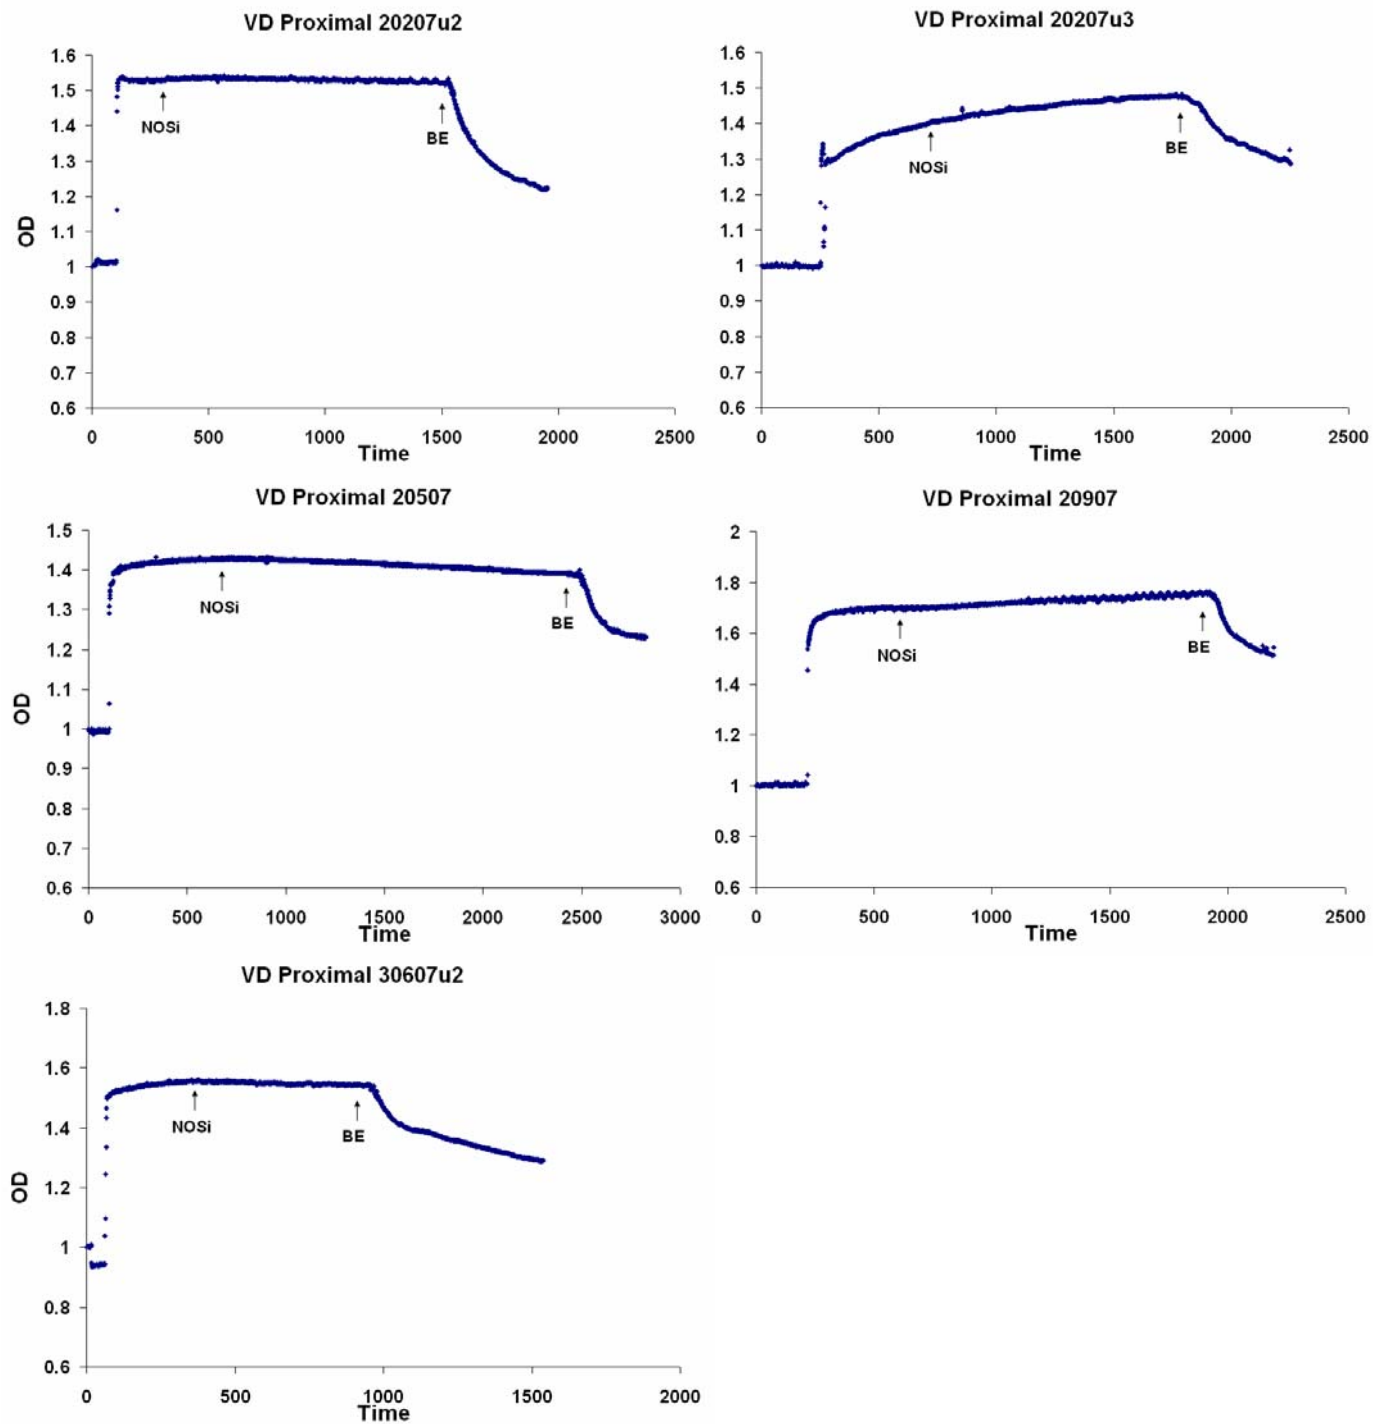 VD Proximal 20207u2
OD
1.6
1.5
1.4
1.3
1.2
1.1
1
0.9
0.8
0.7
0.6
NOSi
BE
0 500 1000 1500 2000 2500
Time
VD Proximal 20207u3
1.6
1.5
1.4
1.3
1.2
1.1
1
0.9
0.8
0.7
0.6
NOSi
BE
0 500 1000 1500 2000 2500
Time
VD Proximal 20507
OD
1.5
1.4
1.3
1.2
1.1
1
0.9
0.8
0.7
0.6
NOSi
BE
0 500 1000 1500 2000 2500 3000
Time
VD Proximal 20907
2
1.8
1.6
1.4
1.2
1
0.8
0.6
NOSi
BE
0 500 1000 1500 2000 2500
Time
VD Proximal 30607u2
OD
1.8
1.6
1.4
1.2
1
0.8
0.6
NOSi
BE
0 500 1000 1500 2000
Time